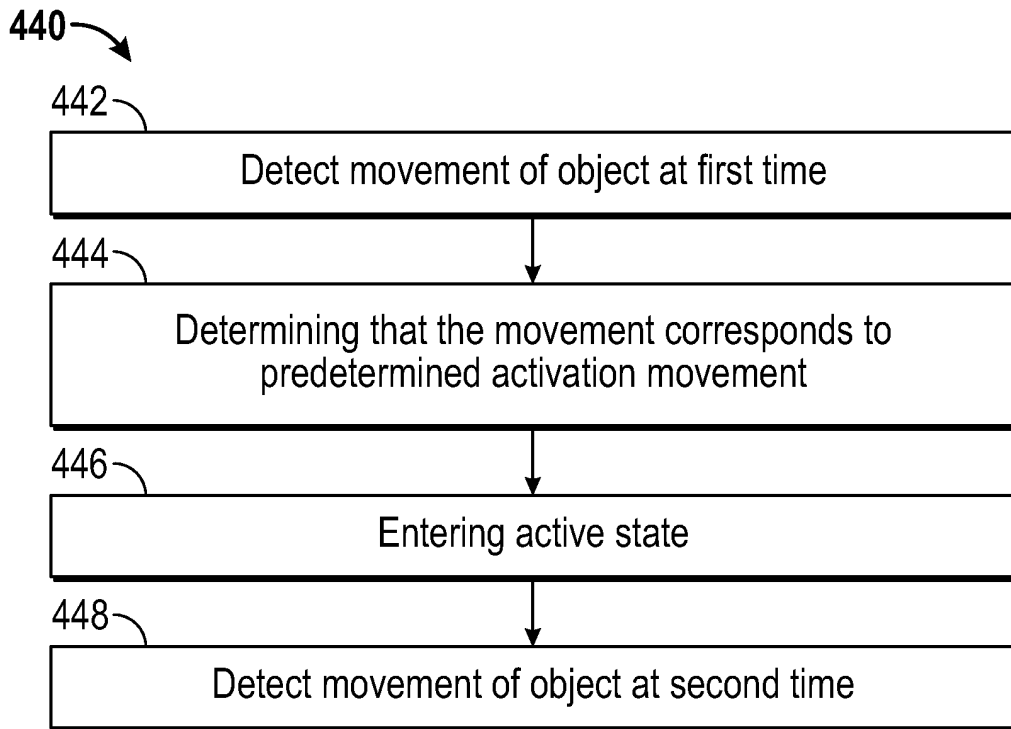 440
442
Detect movement of object at first time
444
Determining that the movement corresponds to
predetermined activation movement
446
Entering active state
448
Detect movement of object at second time